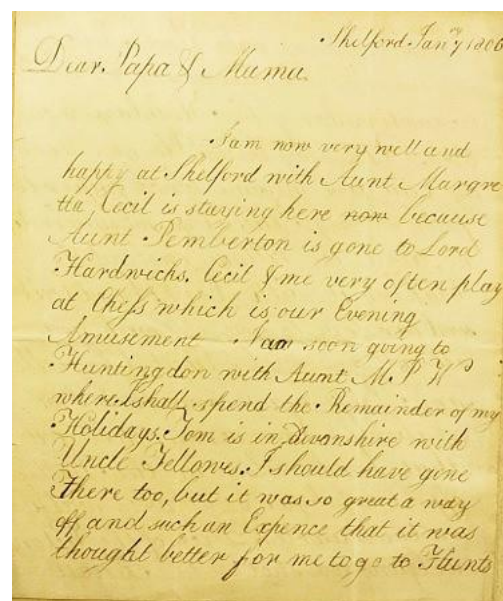 Shelford Jan.ry 1806
Dear Papa & Mama.
I am now very well and
happy at Shelford with Aunt Margre
tta, Cecil is staying here now because
Aunt Pemberton is gone to Lord
Hardwichs. Cecil & me very often play
at Chess which is our Evening
Amusement I am soon going to
Huntingdon with Aunt M. P. W
where I shall spend the Remainder of my
Holidays. Tom is in Devonshire with
Uncle Fellowes. I should have gone
There too, but it was so great a way
off and such an Expence that it was
thought better for me to go to Hunts